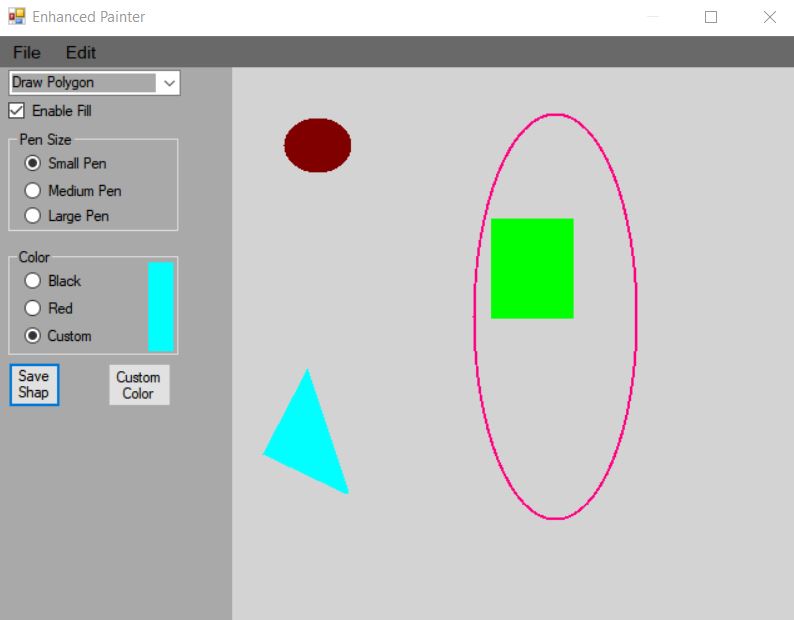 Enhanced Painter
File Edit
Draw Polygon
Enable Fill
Pen Size
Small Pen
Medium Pen
Large Pen
Color
Black
Red
Custom
Save
Shap
Custom
Color